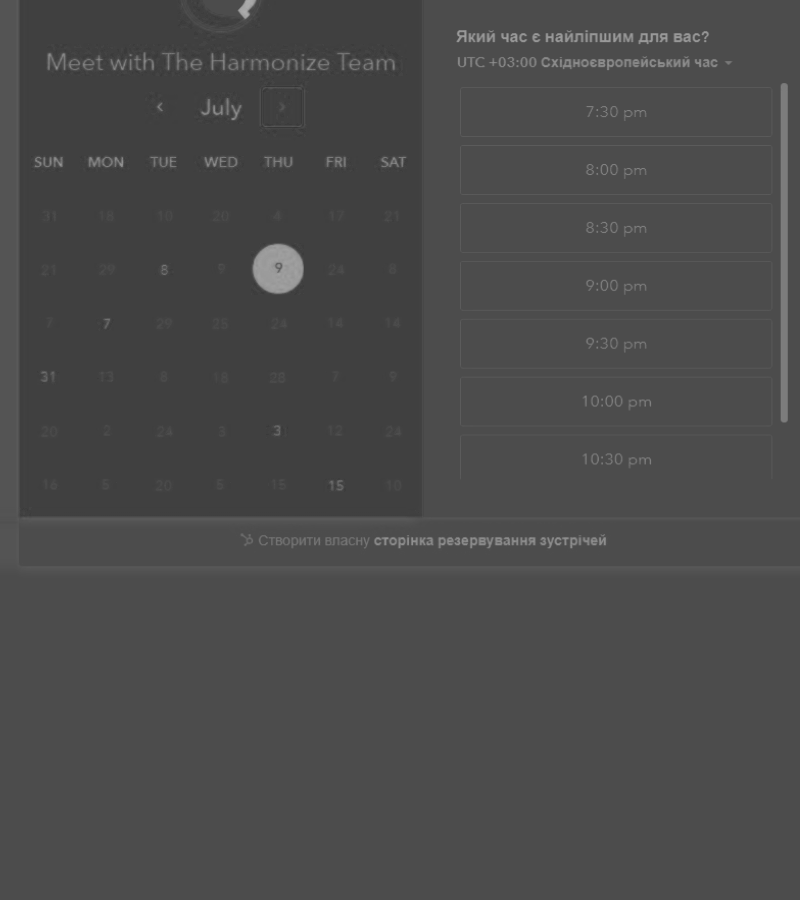 Meet with The Harmonize Team
July
SUN MON TUE WED THU FRI SAT
31 18 10 20 4 17 21
21 29 8 9 9 24 8
7 7 29 25 24 14 14
31 13 8 18 28 7 9
20 2 24 3 3 12 24
16 5 20 6 15 15 10
Який час є найліпшим для вас?
UTC +03:00 Східноєвропейський час
7:30 pm
8:00 pm
8:30 pm
9:00 pm
9:30 pm
10:00 pm
10:30 pm
Створити власну сторінка резервування зустрічей